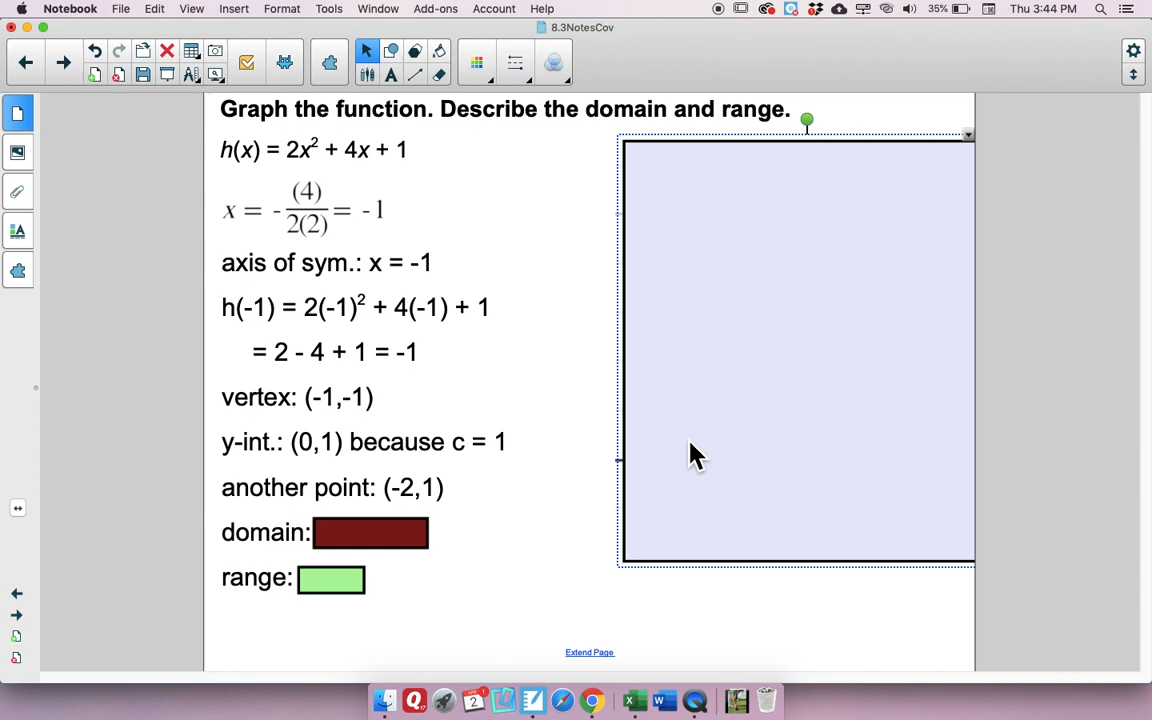 Notebook File Edit View Insert Format Tools Window Add-ons Account Help 35% Thu 3:44 PM
8.3NotesCov
Graph the function. Describe the domain and range.
h(x) = 2x² + 4x + 1
x = - (4)/2(2) = - 1
axis of sym.: x = -1
h(-1) = 2(-1)² + 4(-1) + 1
= 2 - 4 + 1 = -1
vertex: (-1,-1)
y-int.: (0,1) because c = 1
another point: (-2,1)
domain:
range:
Extend Page